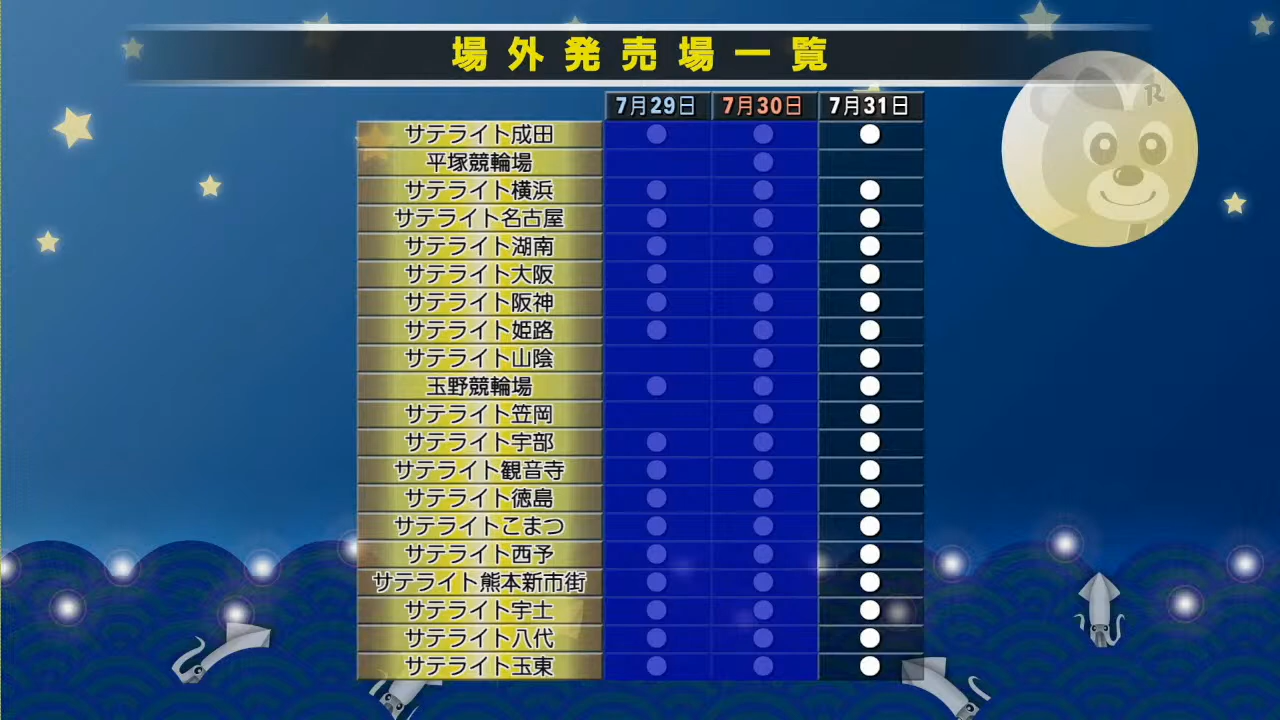 場外発売場一覧
7月29日 7月30日 7月31日
サテライト成田 ● ● ●
平塚競輪場 ●
サテライト横浜 ● ● ●
サテライト名古屋 ● ● ●
サテライト湖南 ● ● ●
サテライト大阪 ● ● ●
サテライト阪神 ● ● ●
サテライト姫路 ● ● ●
サテライト山陰 ● ●
玉野競輪場 ● ● ●
サテライト笠岡 ● ●
サテライト宇部 ● ● ●
サテライト観音寺 ● ● ●
サテライト徳島 ● ● ●
サテライトこまつ ● ● ●
サテライト西予 ● ● ●
サテライト熊本新市街 ● ● ●
サテライト宇土 ● ● ●
サテライト八代 ● ● ●
サテライト玉東 ● ● ●
R